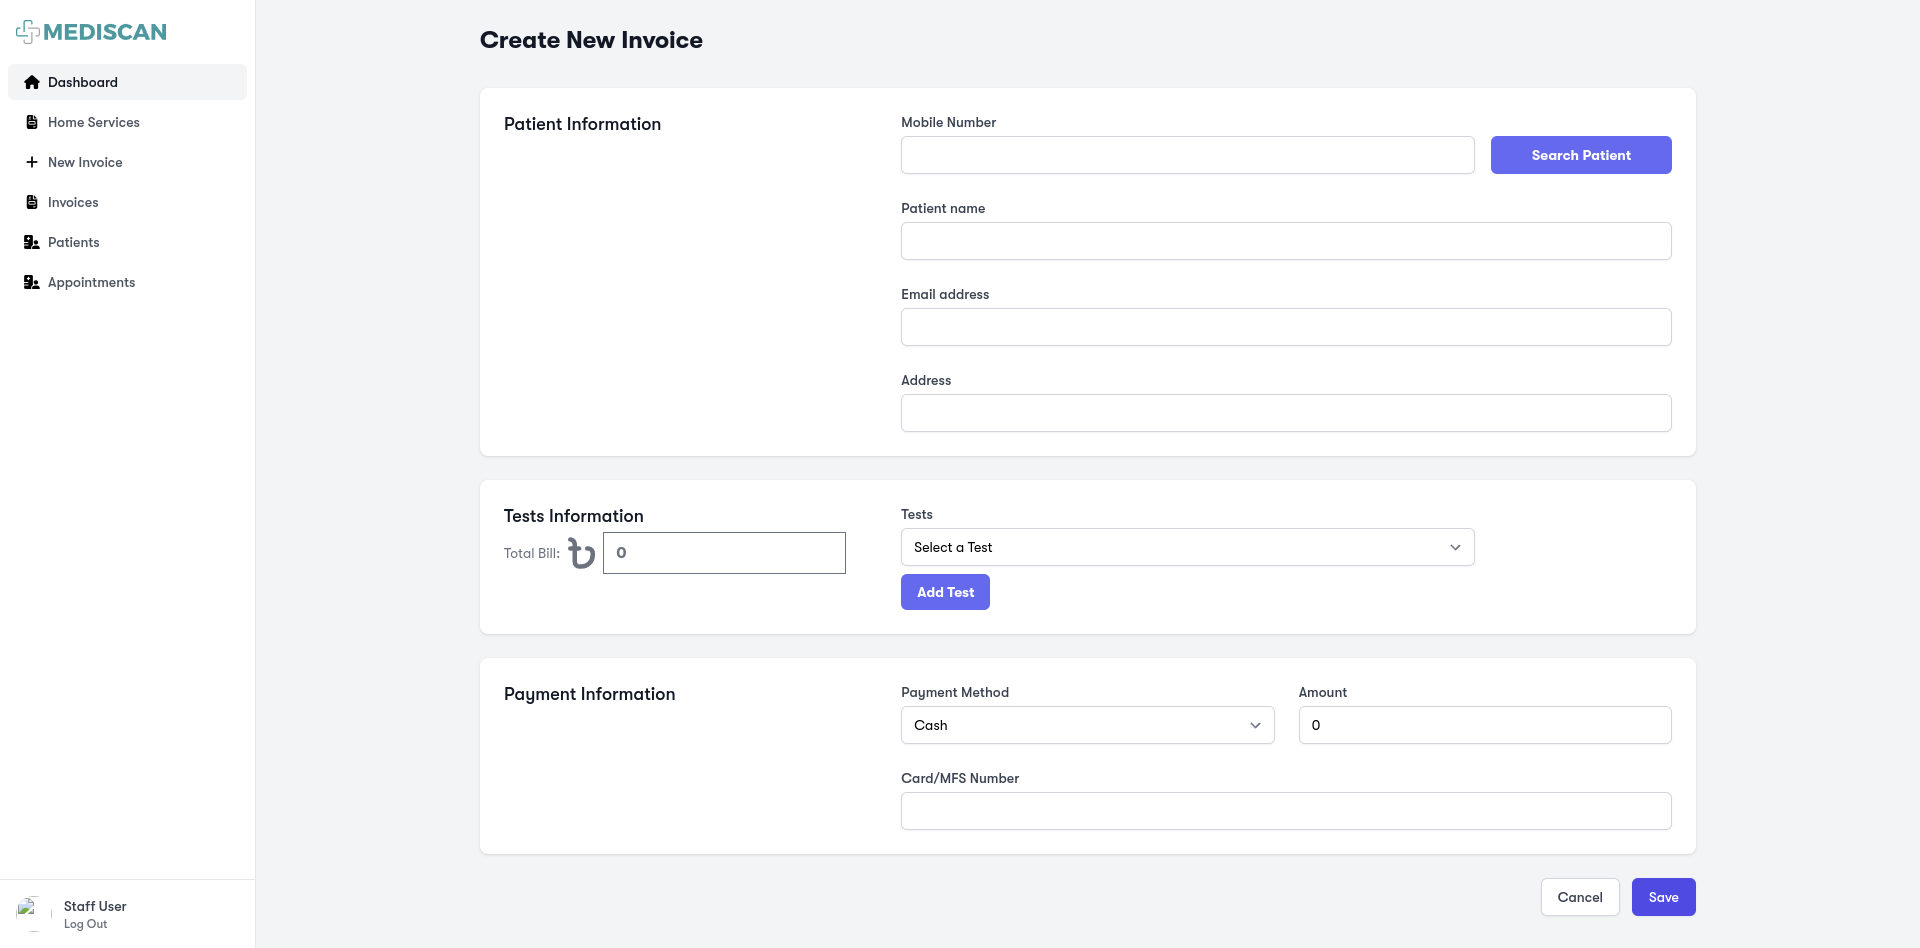 MEDISCAN
Dashboard
Home Services
New Invoice
Invoices
Patients
Appointments
Staff User
Log Out
Create New Invoice
Patient Information
Mobile Number
Search Patient
Patient name
Email address
Address
Tests Information
Total Bill: ৳ 0
Tests
Select a Test
Add Test
Payment Information
Payment Method
Cash
Amount
0
Card/MFS Number
Cancel
Save